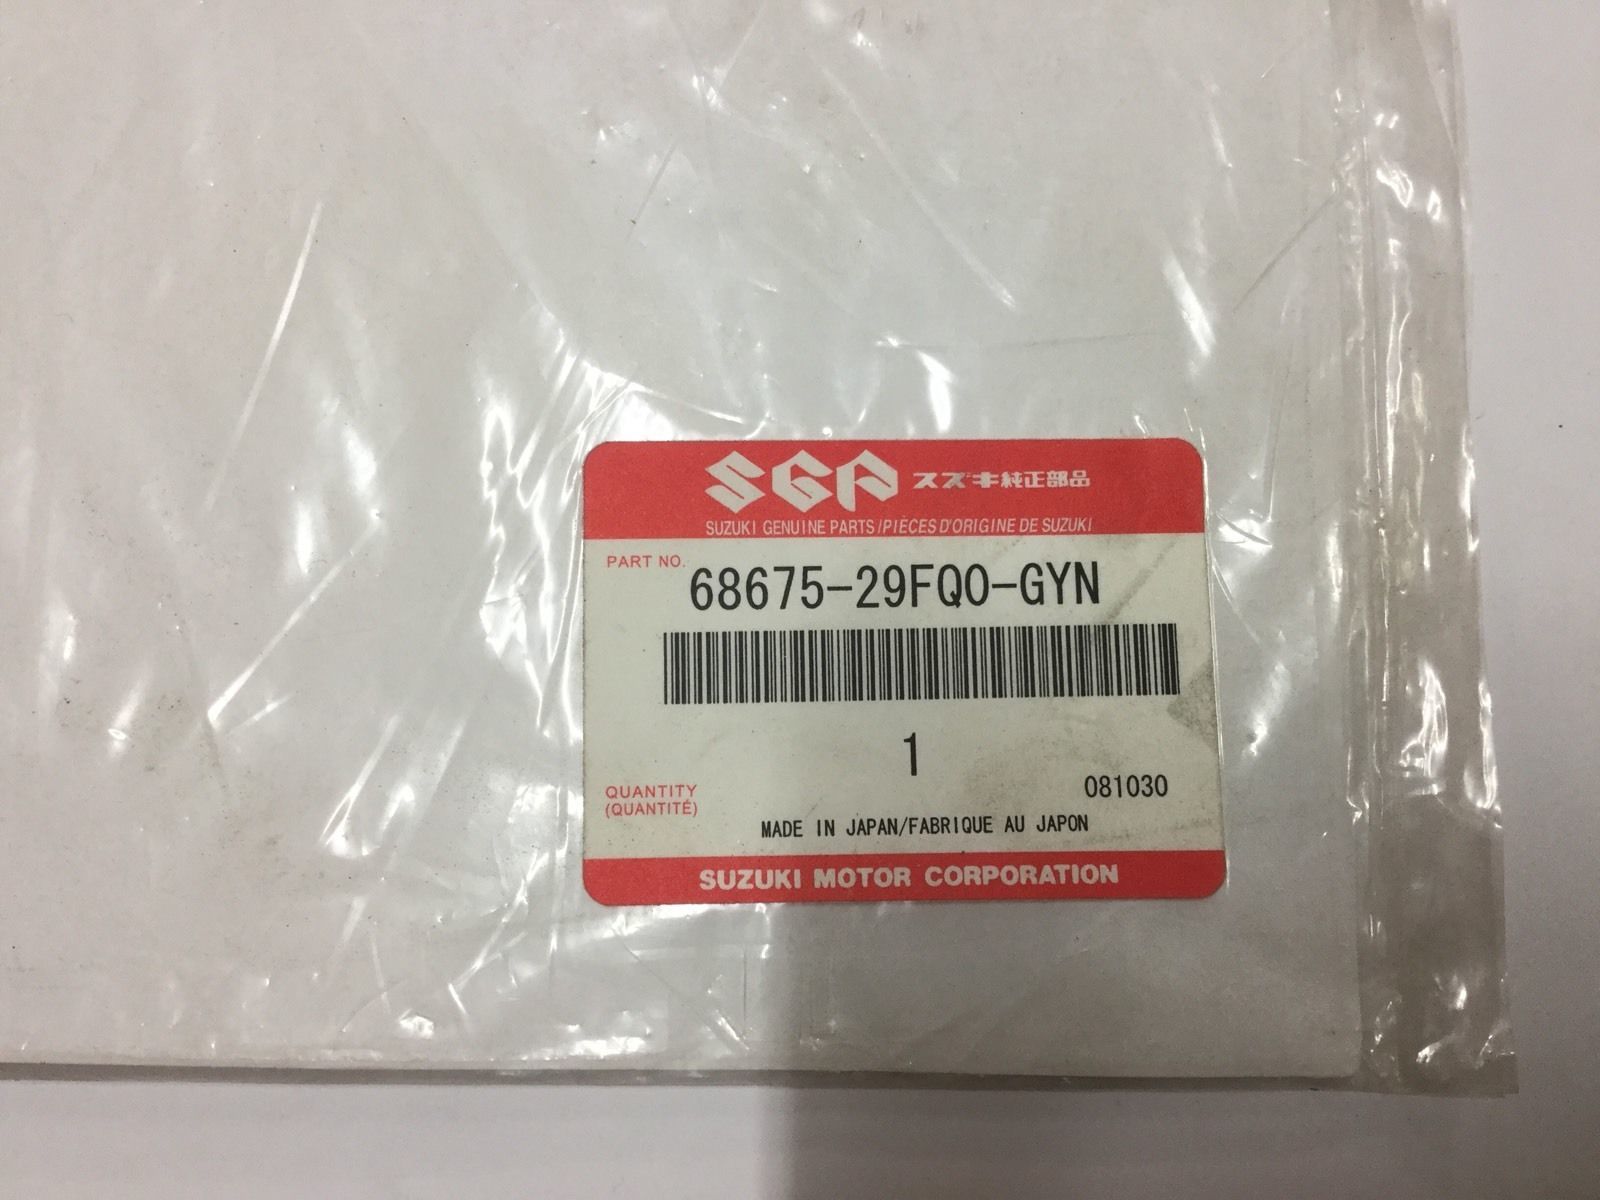 SGP スズキ純正部品
SUZUKI GENUINE PARTS/PIÈCES D'ORIGINE DE SUZUKI
PART NO. 68675-29FQ0-GYN
1
081030
QUANTITY
(QUANTITÉ)
MADE IN JAPAN/FABRIQUE AU JAPON
SUZUKI MOTOR CORPORATION